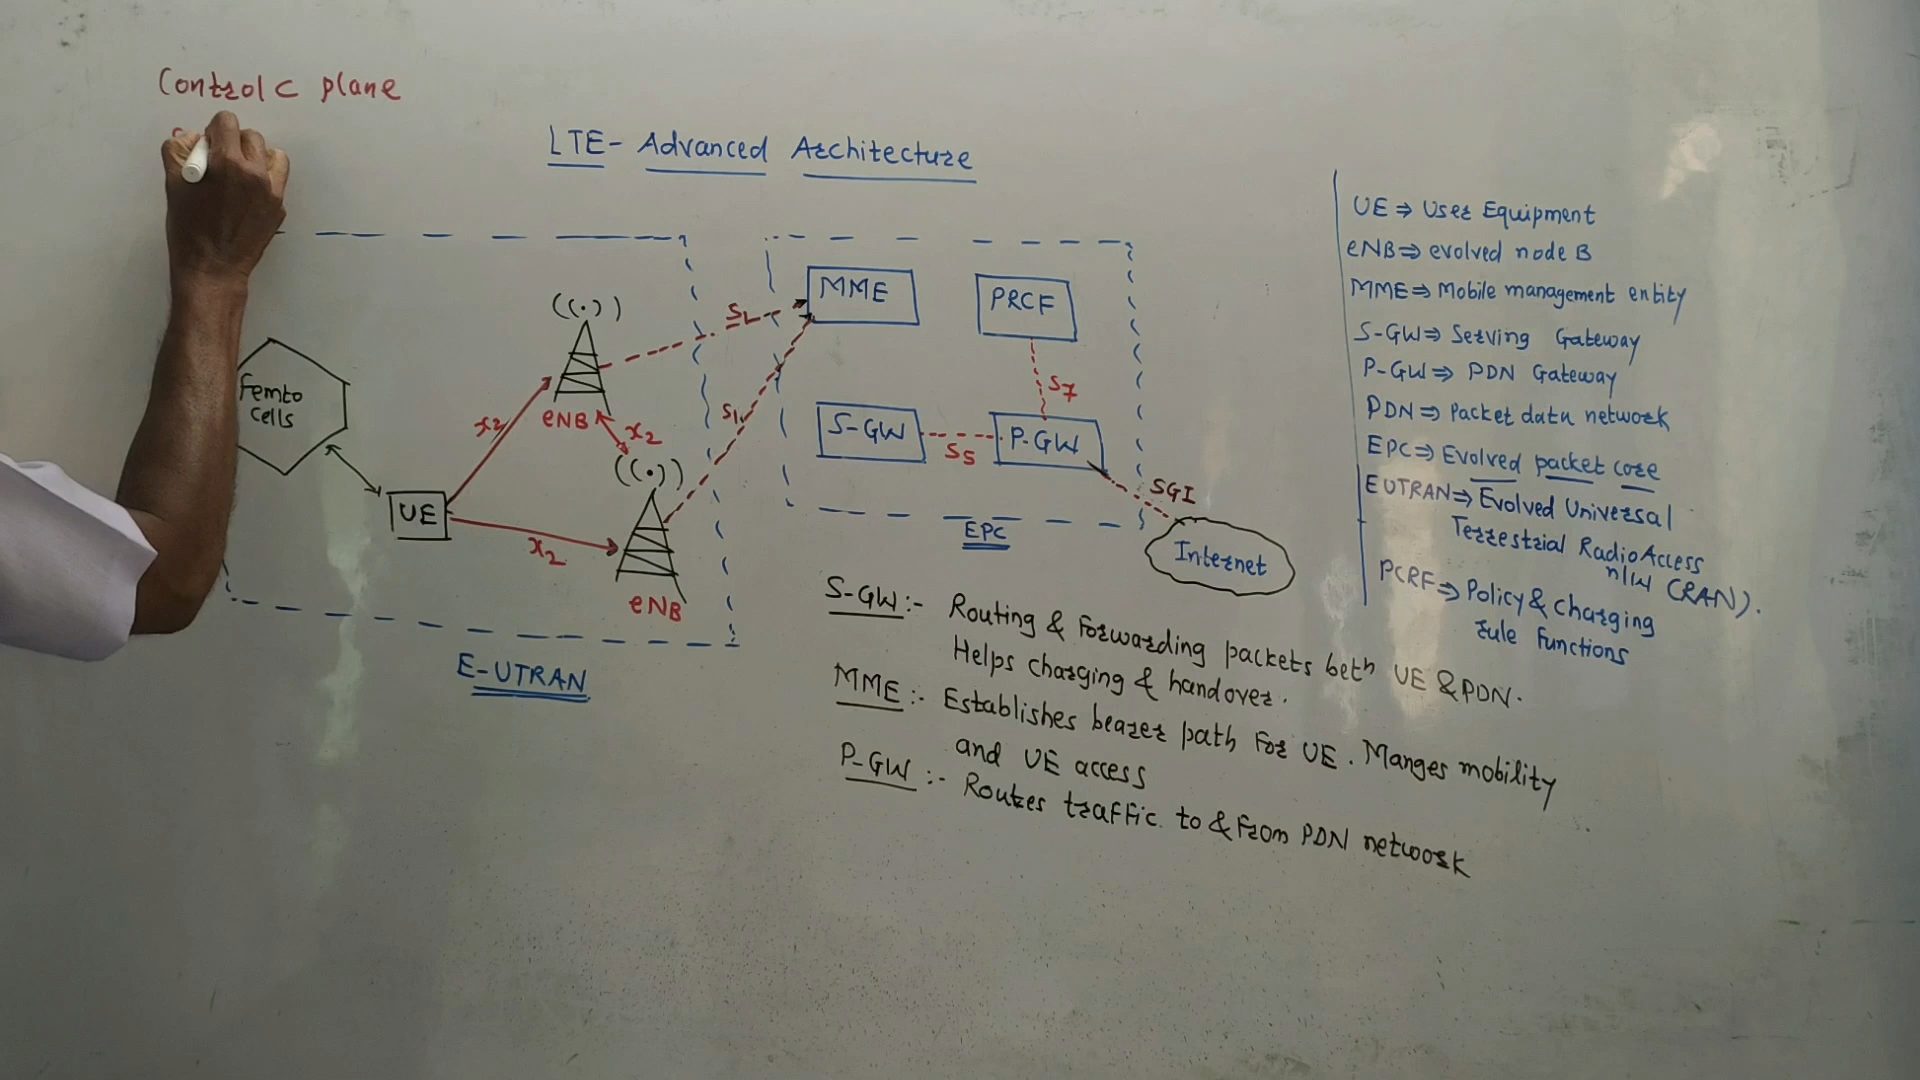 Control C plane
LTE- Advanced Architecture
MME
PRCF
S1
S7
Femto
cells
eNB
x2
x2
S1
S-GW
S5
P-GW
SGI
UE
x2
eNB
EPC
Internet
E-UTRAN
UE ⇒ User Equipment
eNB ⇒ evolved node B
MME ⇒ Mobile management entity
S-GW ⇒ Serving Gateway
P-GW ⇒ PDN Gateway
PDN ⇒ Packet data network
EPC ⇒ Evolved packet core
EUTRAN ⇒ Evolved Universal
Terrestrial Radio Access
n/w (RAN).
PCRF ⇒ Policy & charging
rule Functions
S-GW :- Routing & Forwarding packets betn UE & PDN.
Helps charging & handover.
MME :- Establishes bearer path For UE. Manges mobility
and UE access
P-GW :- Routes traffic. to & From PDN network